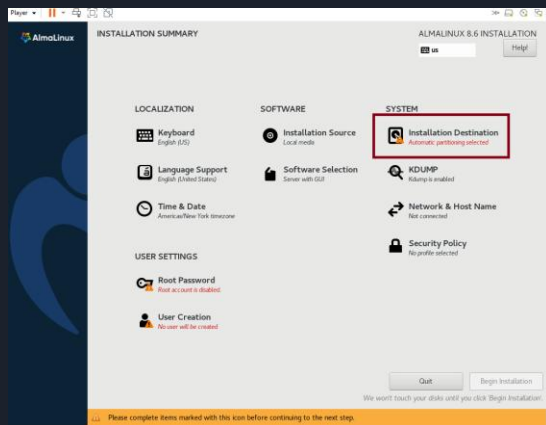 Player
AlmaLinux
INSTALLATION SUMMARY
ALMALINUX 8.6 INSTALLATION
us
Help!
LOCALIZATION
Keyboard
English (US)
Language Support
English (United States)
Time & Date
Americas/New York timezone
SOFTWARE
Installation Source
Local media
Software Selection
Server with GUI
SYSTEM
Installation Destination
Automatic partitioning selected
KDUMP
Kdump is enabled
Network & Host Name
Not connected
Security Policy
No profile selected
USER SETTINGS
Root Password
Root account is disabled.
User Creation
No user will be created
Quit
Begin Installation
We won't touch your disks until you click 'Begin Installation'.
Please complete items marked with this icon before continuing to the next step.